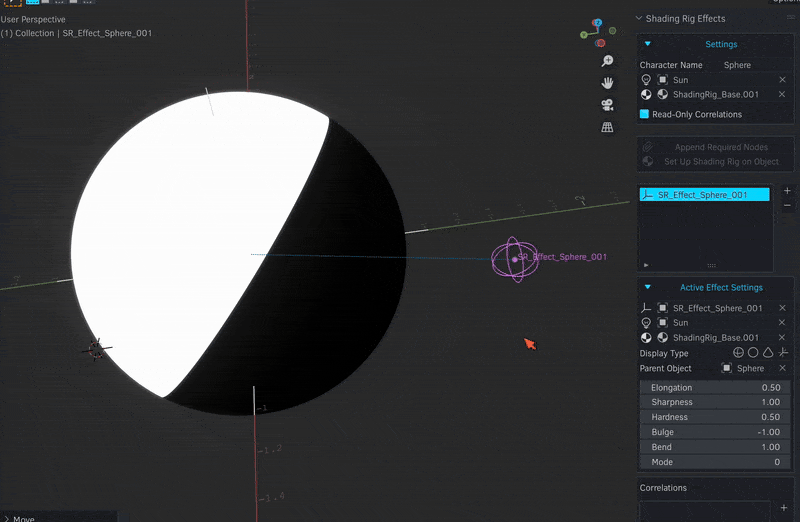 User Perspective
(1) Collection | SR_Effect_Sphere_001
SR_Effect_Sphere_001
-1
-1.2
-1.4
Move
Shading Rig Effects
Settings
Character Name Sphere
Sun
ShadingRig_Base.001
Read-Only Correlations
Append Required Nodes
Set Up Shading Rig on Object
SR_Effect_Sphere_001
Active Effect Settings
SR_Effect_Sphere_001
Sun
ShadingRig_Base.001
Display Type
Parent Object Sphere
Elongation 0.50
Sharpness 1.00
Hardness 0.50
Bulge -1.00
Bend 1.00
Mode 0
Correlations